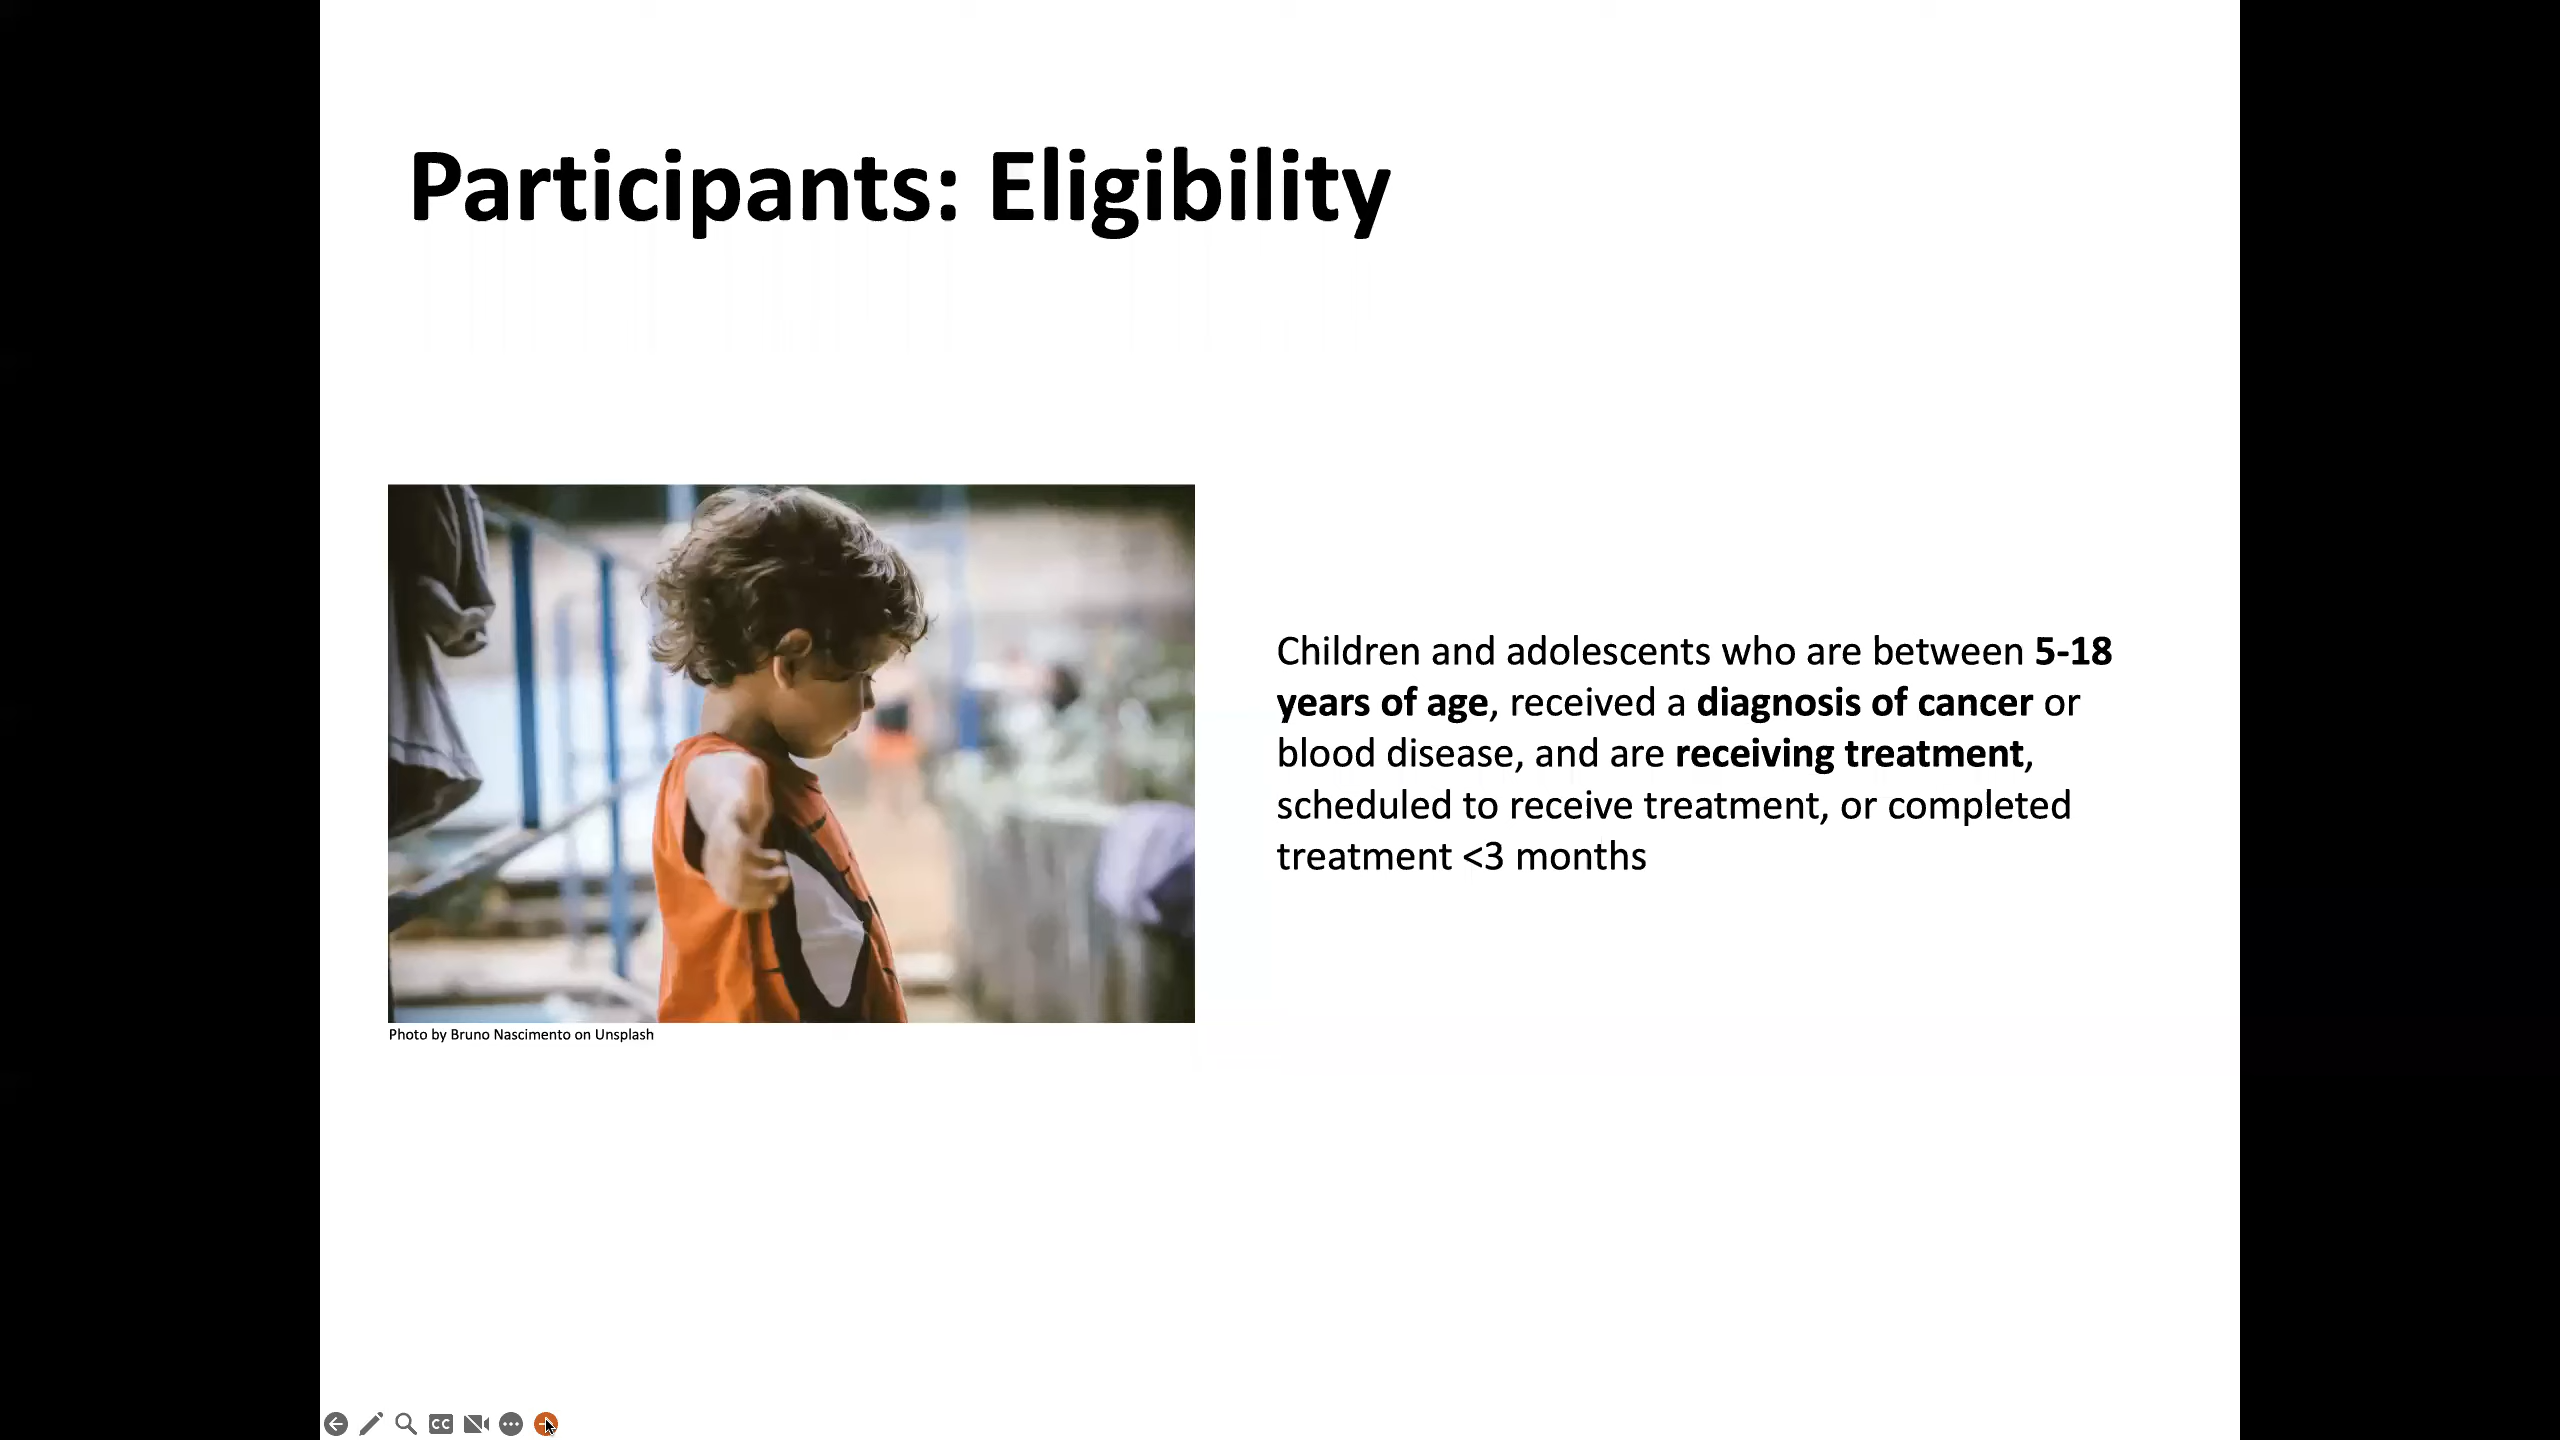 Participants: Eligibility
Children and adolescents who are between 5-18
years of age, received a diagnosis of cancer or
blood disease, and are receiving treatment,
scheduled to receive treatment, or completed
treatment <3 months
Photo by Bruno Nascimento on Unsplash
CC